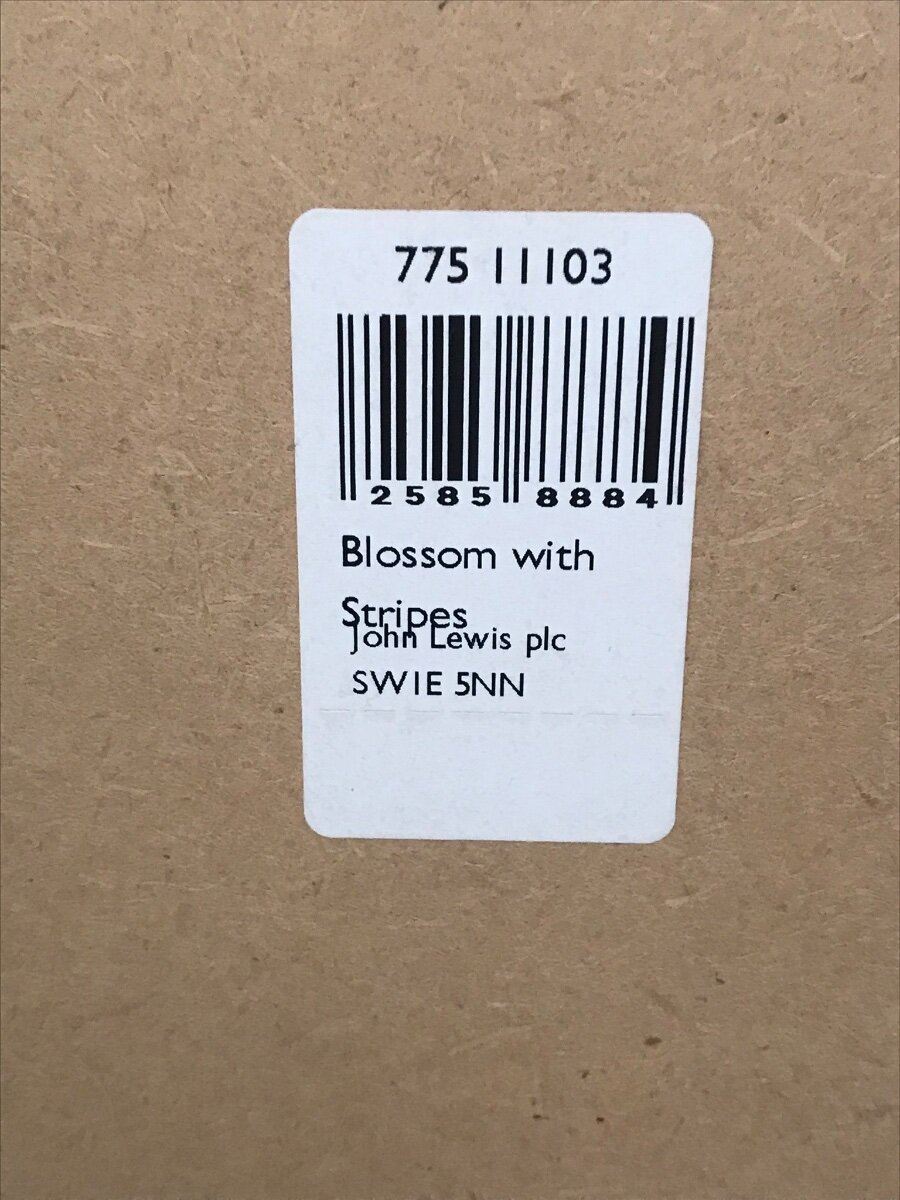 775 11103
2585 8884
Blossom with
Stripes
John Lewis plc
SW1E 5NN